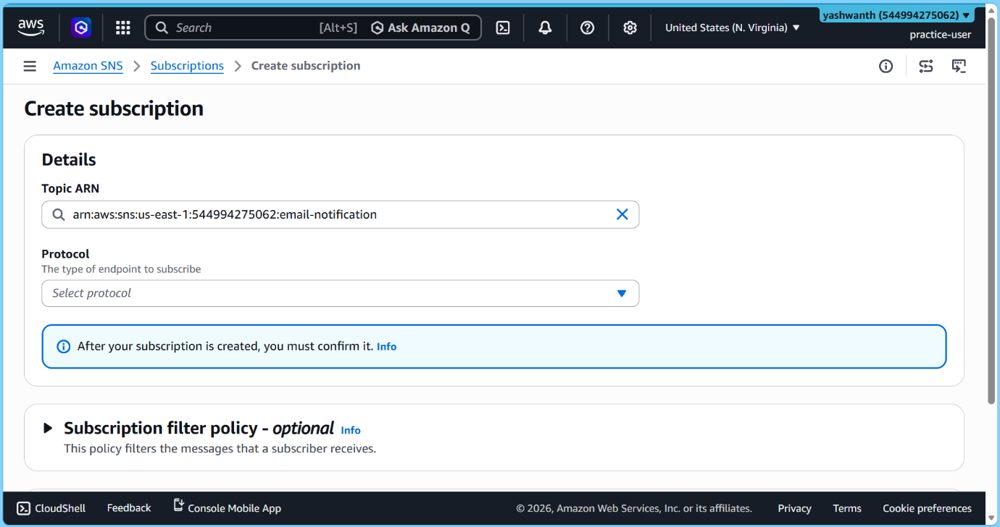 aws
Search [Alt+S] Ask Amazon Q
United States (N. Virginia)
yashwanth (544994275062)
practice-user
Amazon SNS Subscriptions Create subscription
Create subscription
Details
Topic ARN
arn:aws:sns:us-east-1:544994275062:email-notification
Protocol
The type of endpoint to subscribe
Select protocol
After your subscription is created, you must confirm it. Info
Subscription filter policy - optional Info
This policy filters the messages that a subscriber receives.
CloudShell Feedback Console Mobile App © 2026, Amazon Web Services, Inc. or its affiliates. Privacy Terms Cookie preferences